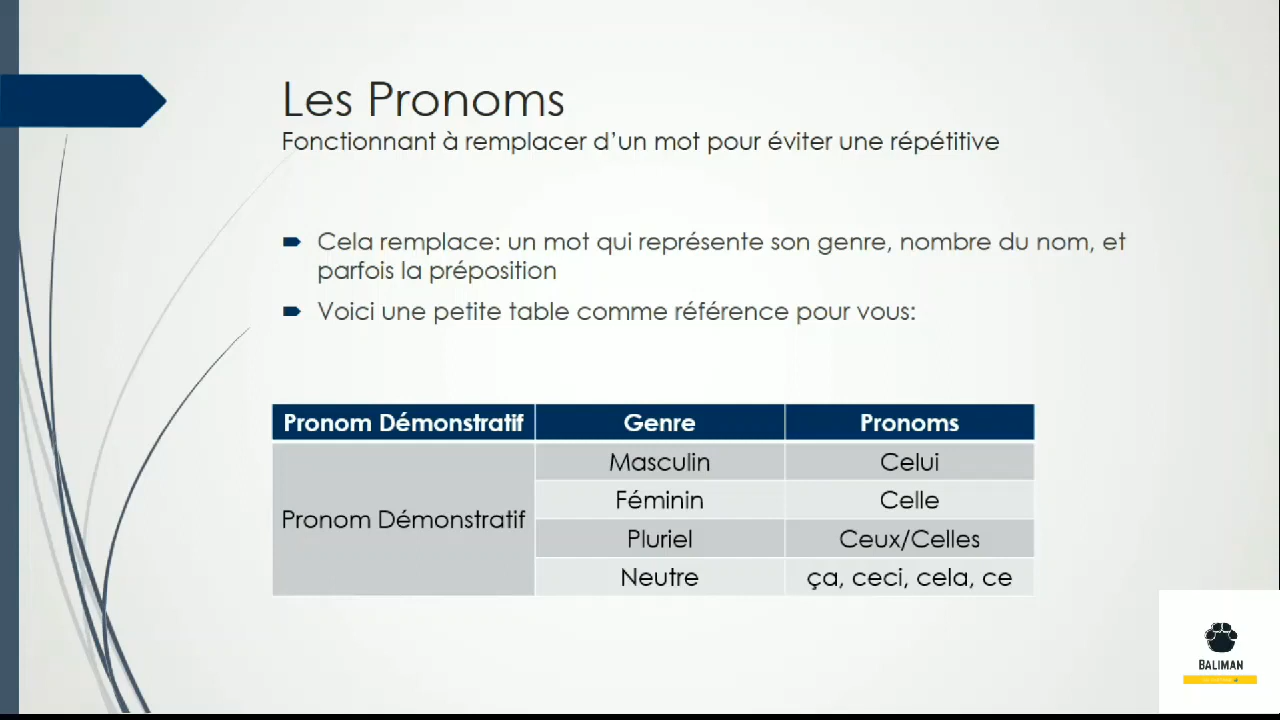 Les Pronoms
Fonctionnant à remplacer d'un mot pour éviter une répétitive
Cela remplace: un mot qui représente son genre, nombre du nom, et
parfois la préposition
Voici une petite table comme référence pour vous:
Pronom Démonstratif Genre Pronoms
Pronom Démonstratif
Masculin Celui
Féminin Celle
Pluriel Ceux/Celles
Neutre ça, ceci, cela, ce
BALIMAN